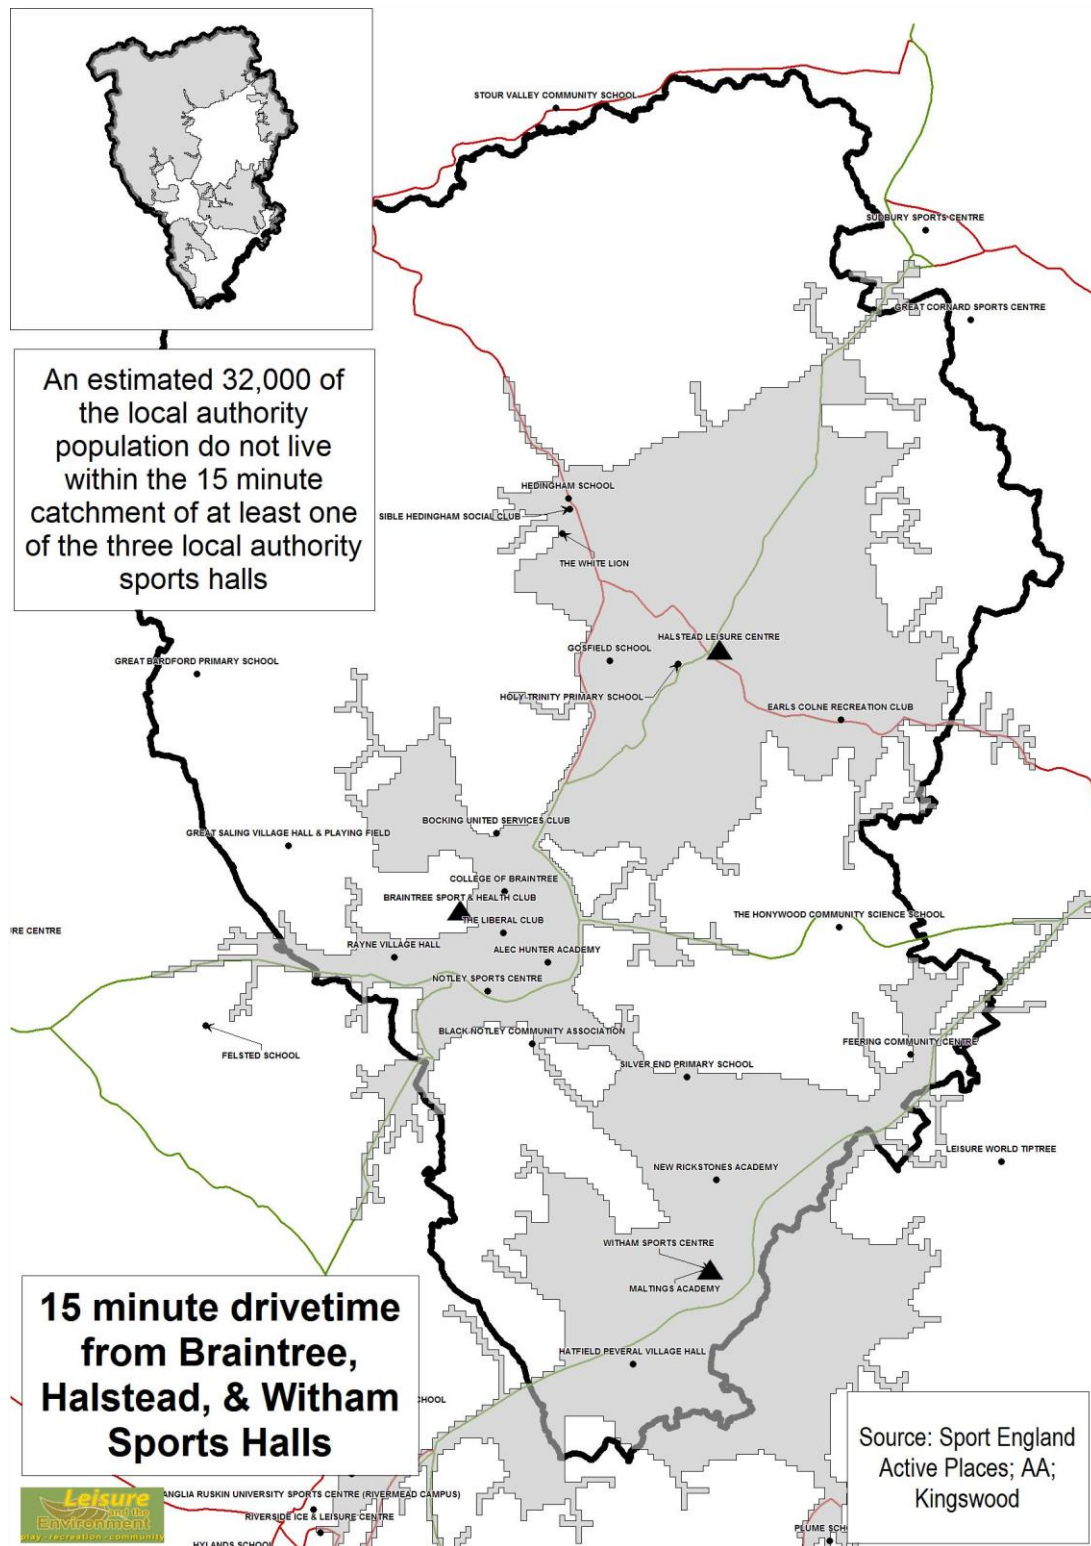 STOUR VALLEY COMMUNITY SCHOOL
SUDBURY SPORTS CENTRE
GREAT CORNARD SPORTS CENTRE
An estimated 32,000 of
the local authority
population do not live
within the 15 minute
catchment of at least one
of the three local authority
sports halls
HEDINGHAM SCHOOL
SIBLE HEDINGHAM SOCIAL CLUB
THE WHITE LION
HALSTEAD LEISURE CENTRE
GOSFIELD SCHOOL
GREAT BARDFORD PRIMARY SCHOOL
HOLY TRINITY PRIMARY SCHOOL
EARLS COLNE RECREATION CLUB
BOCKING UNITED SERVICES CLUB
GREAT SALING VILLAGE HALL & PLAYING FIELD
COLLEGE OF BRAINTREE
BRAINTREE SPORT & HEALTH CLUB
THE LIBERAL CLUB
THE HONYWOOD COMMUNITY SCIENCE SCHOOL
URE CENTRE
RAYNE VILLAGE HALL
ALEC HUNTER ACADEMY
NOTLEY SPORTS CENTRE
BLACK NOTLEY COMMUNITY ASSOCIATION
FEERING COMMUNITY CENTRE
FELSTED SCHOOL
SILVER END PRIMARY SCHOOL
LEISURE WORLD TIPTREE
NEW RICKSTONES ACADEMY
WITHAM SPORTS CENTRE
MALTINGS ACADEMY
HATFIELD PEVERAL VILLAGE HALL
15 minute drivetime
from Braintree,
Halstead, & Witham
Sports Halls
CHOOL
Source: Sport England
Active Places; AA;
Kingswood
Leisure
and the
Environment
play - recreation - community
ANGLIA RUSKIN UNIVERSITY SPORTS CENTRE (RIVERMEAD CAMPUS)
RIVERSIDE ICE & LEISURE CENTRE
HYLANDS SCHOOL
PLUME SCH